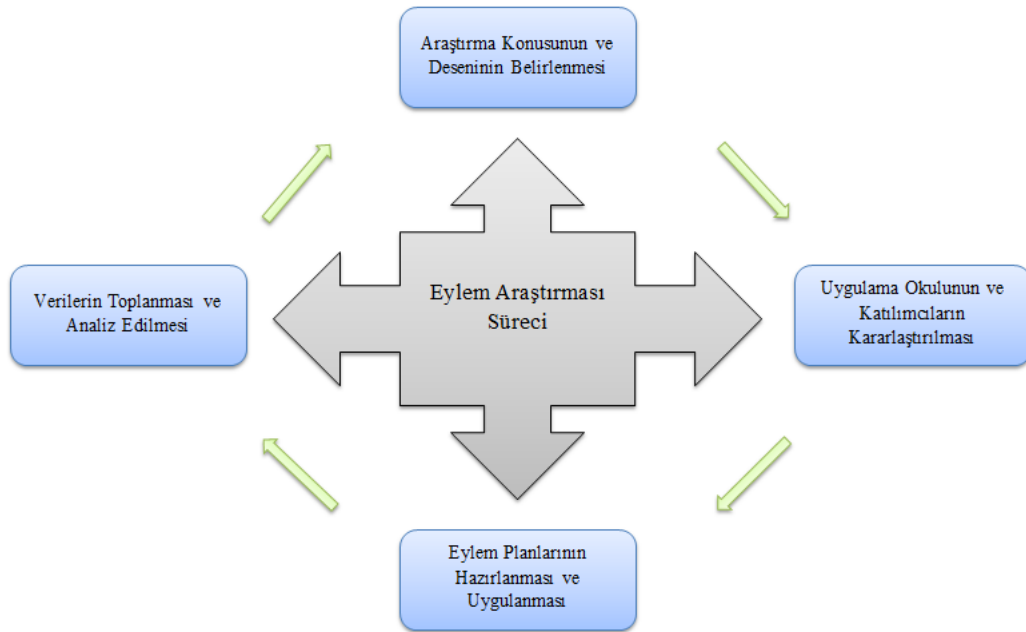 Araştırma Konusunun ve
Deseninin Belirlenmesi
Verilerin Toplanması ve
Analiz Edilmesi
Eylem Araştırması
Süreci
Uygulama Okulunun ve
Katılımcıların
Kararlaştırılması
Eylem Planlarının
Hazırlanması ve
Uygulanması